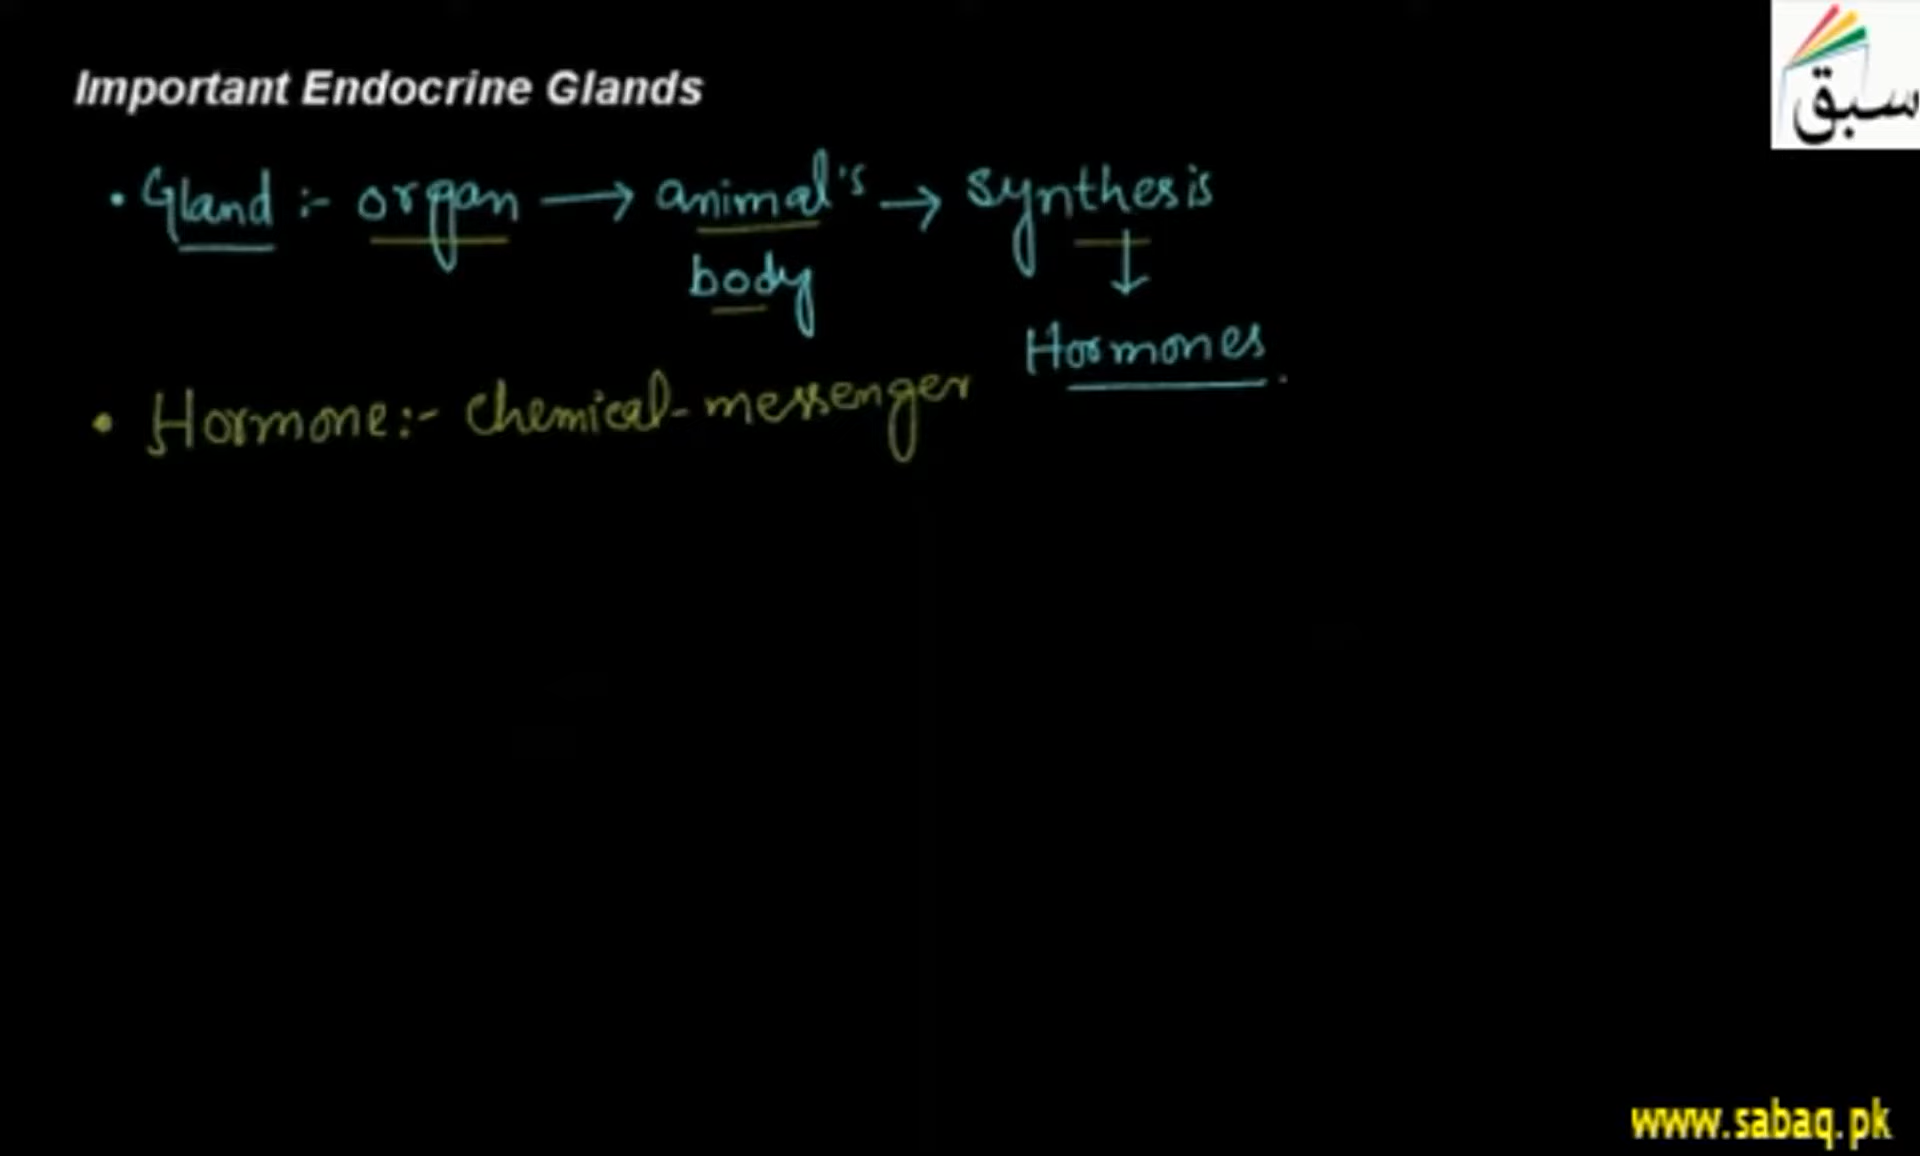 Important Endocrine Glands
سبق
• Gland :- organ → animal's → synthesis
body
↓
Hormones.
• Hormone:- Chemical-messenger
www.sabaq.pk